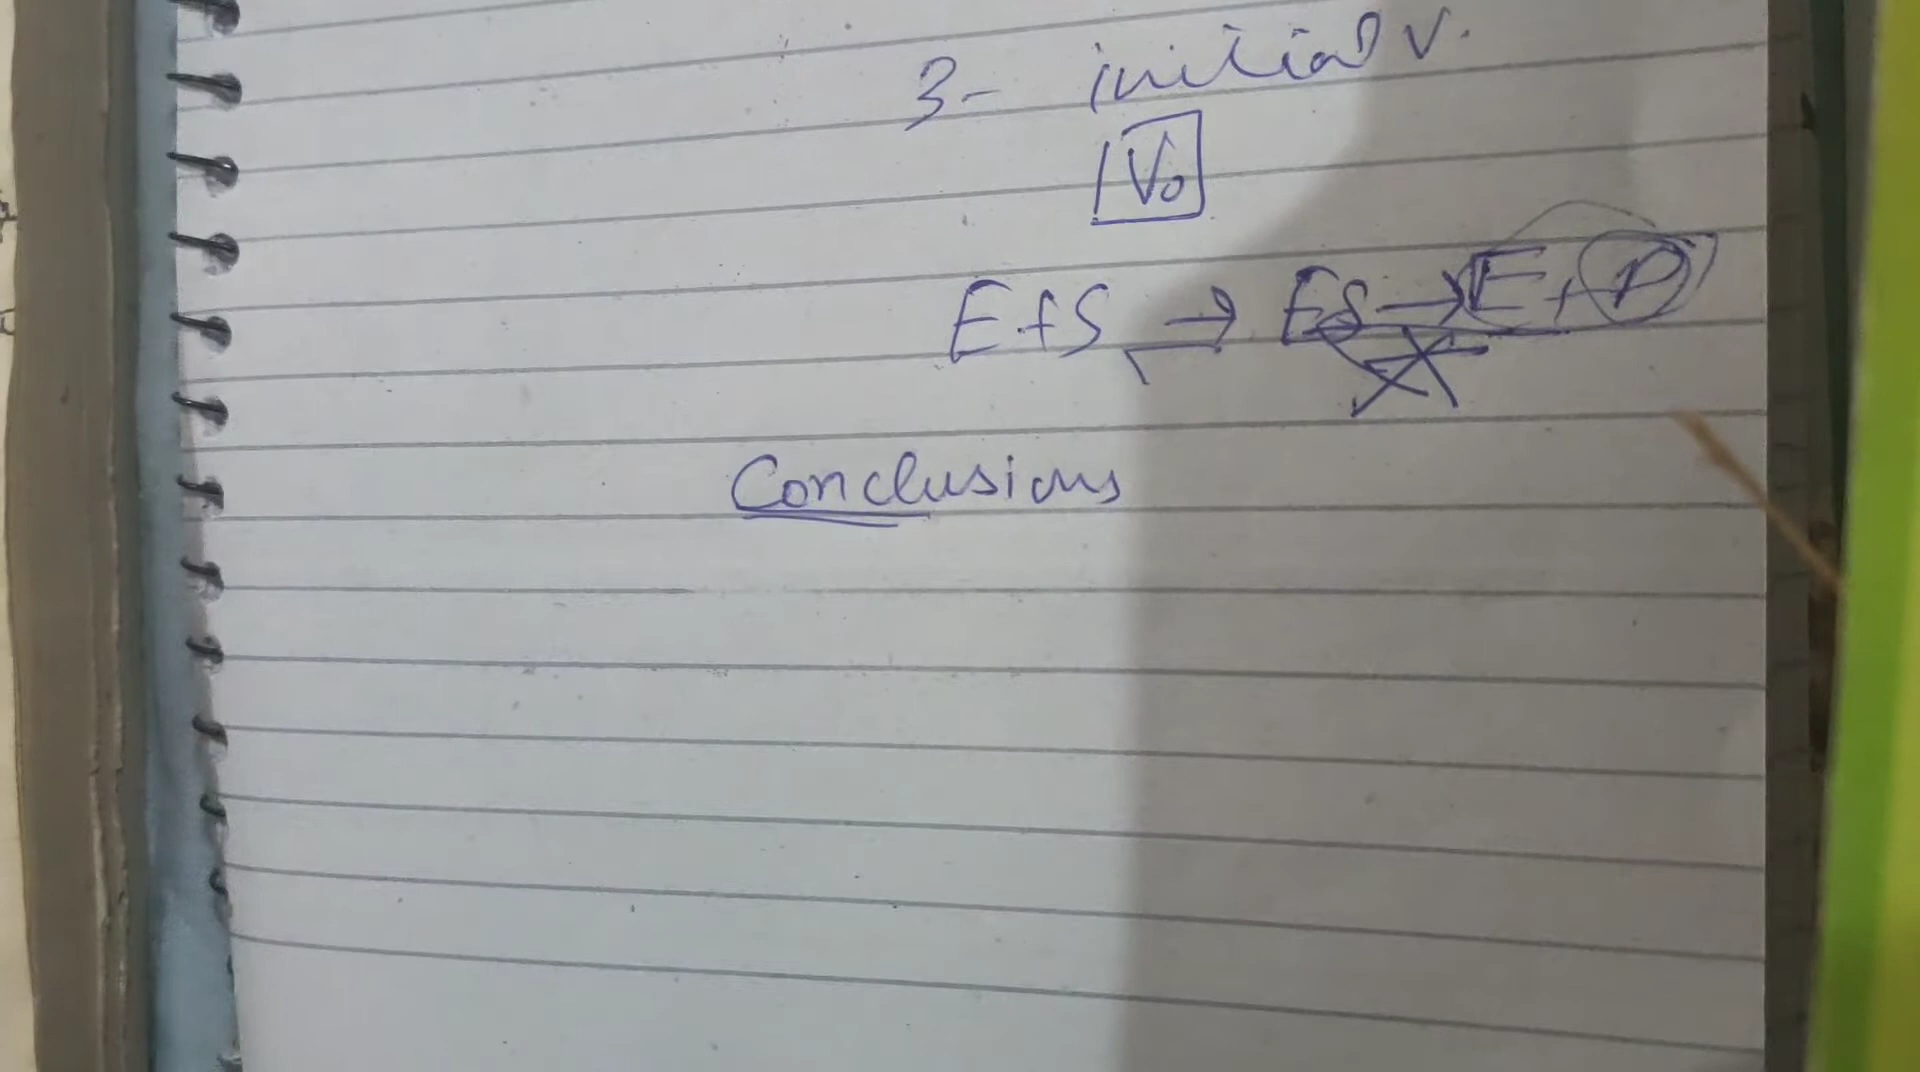 3- initial v.
V₀
E + S ⇌ ES → E + P
Conclusions